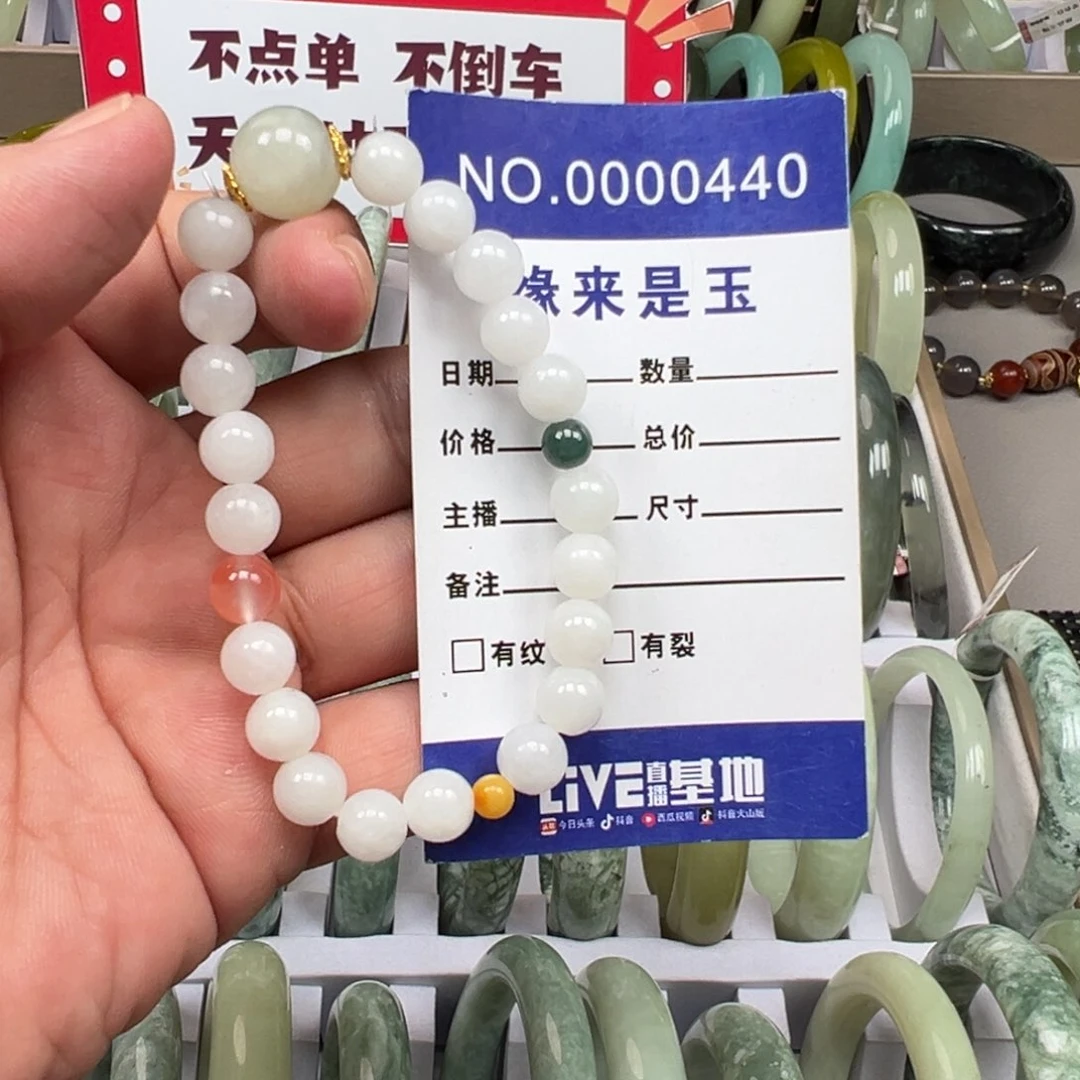 不点单 不倒车
天
NO.0000440
缘来是玉
日期 数量
价格 总价
主播 尺寸
备注
有纹 有裂
LIVE直播基地
今日头条 抖音 西瓜视频 抖音火山版